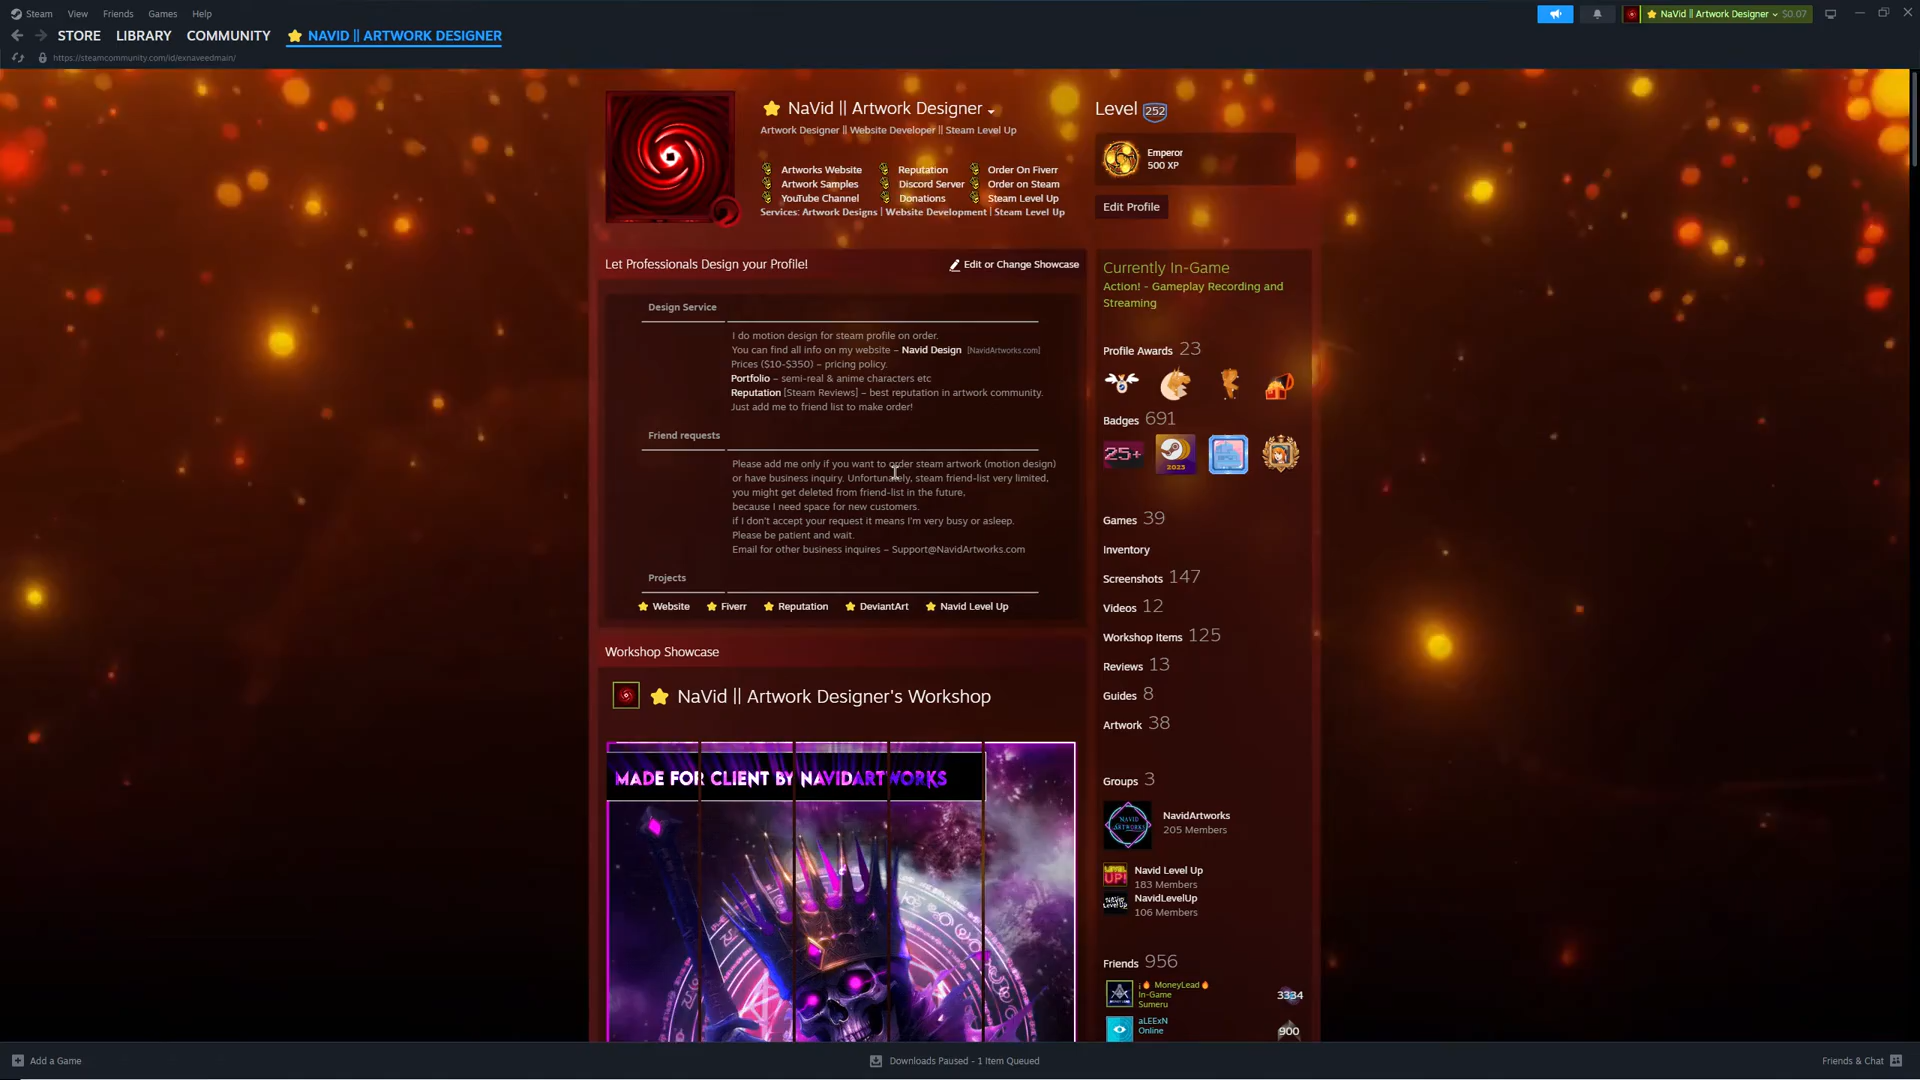 Steam View Friends Games Help
NaVid || Artwork Designer $0.07
STORE LIBRARY COMMUNITY NAVID || ARTWORK DESIGNER
https://steamcommunity.com/id/exnaveedmain/
NaVid || Artwork Designer
Artwork Designer || Website Developer || Steam Level Up
Artworks Website Reputation Order On Fiverr
Artwork Samples Discord Server Order on Steam
YouTube Channel Donations Steam Level Up
Services: Artwork Designs | Website Development | Steam Level Up
Level 252
Emperor
500 XP
Edit Profile
Let Professionals Design your Profile!
Edit or Change Showcase
Design Service
I do motion design for steam profile on order.
You can find all info on my website – Navid Design [NavidArtworks.com]
Prices ($10-$350) – pricing policy.
Portfolio – semi-real & anime characters etc
Reputation [Steam Reviews] – best reputation in artwork community.
Just add me to friend list to make order!
Friend requests
Please add me only if you want to order steam artwork (motion design)
or have business inquiry. Unfortunately, steam friend-list very limited,
you might get deleted from friend-list in the future,
because I need space for new customers.
if I don't accept your request it means I'm very busy or asleep.
Please be patient and wait.
Email for other business inquires – Support@NavidArtworks.com
Projects
Website Fiverr Reputation DeviantArt Navid Level Up
Workshop Showcase
NaVid || Artwork Designer's Workshop
MADE FOR CLIENT BY NAVIDARTWORKS
Currently In-Game
Action! - Gameplay Recording and
Streaming
Profile Awards 23
Badges 691
25+
2023
Games 39
Inventory
Screenshots 147
Videos 12
Workshop Items 125
Reviews 13
Guides 8
Artwork 38
Groups 3
NAVID
ARTWORKS
NavidArtworks
205 Members
LEVEL
UP!
Navid Level Up
183 Members
NavidLevelUp
106 Members
Friends 956
MoneyLead
In-Game
Sumeru
3334
aLEExN
Online
900
Add a Game
Downloads Paused - 1 Item Queued
Friends & Chat